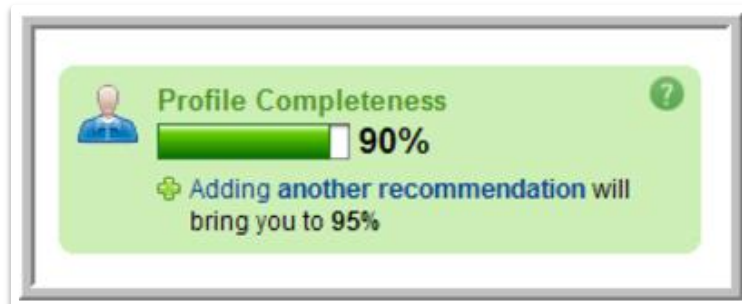 Profile Completeness
90%
Adding another recommendation will
bring you to 95%
?